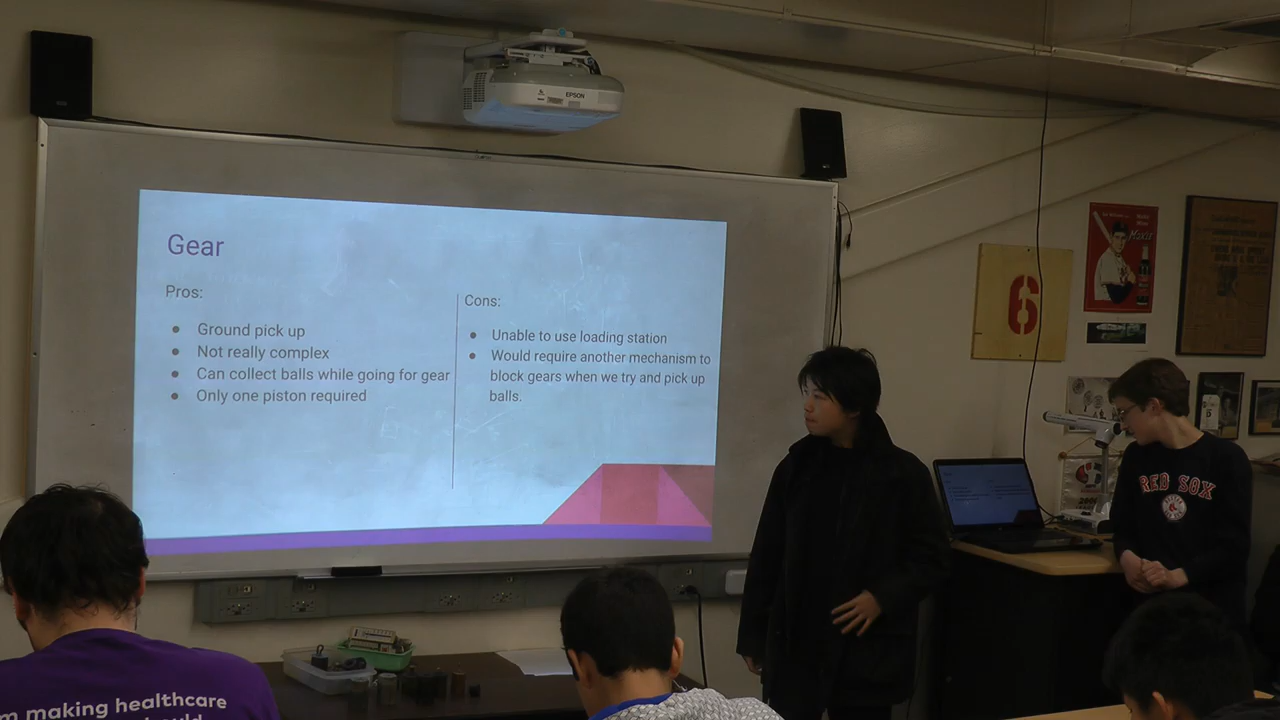 EPSON
Gear
Pros:
● Ground pick up
● Not really complex
● Can collect balls while going for gear
● Only one piston required
Cons:
● Unable to use loading station
● Would require another mechanism to
block gears when we try and pick up
balls.
6
Moxie
RED SOX
making healthcare